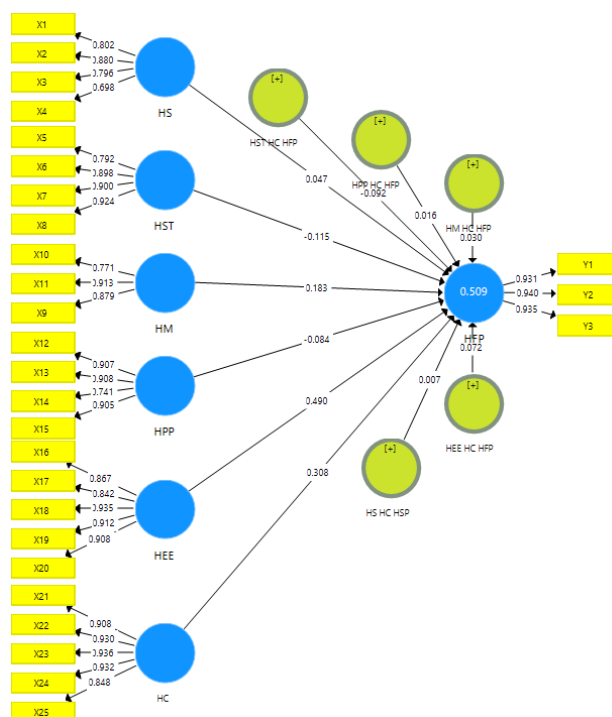 X1
0.802
X2
0.880
0.796
X3
0.698
X4
HS
X5
0.792
X6
0.898
X7
0.900
0.924
X8
HST
X10
0.771
X11
0.913
0.879
X9
HM
X12
0.907
X13
0.908
X14
0.741
0.905
X15
HPP
X16
0.867
X17
0.842
X18
0.935
0.912
X19
0.908
X20
HEE
X21
0.908
X22
0.930
X23
0.936
0.932
X24
0.848
X25
HC
[+]
HST HC HFP
[+]
HPP HC HFP
[+]
HM HC HFP
0.047
-0.092
0.016
0.030
-0.115
0.183
-0.084
0.490
0.308
0.007
0.072
0.509
HFP
0.931
Y1
0.940
Y2
0.935
Y3
[+]
HEE HC HFP
[+]
HS HC HSP